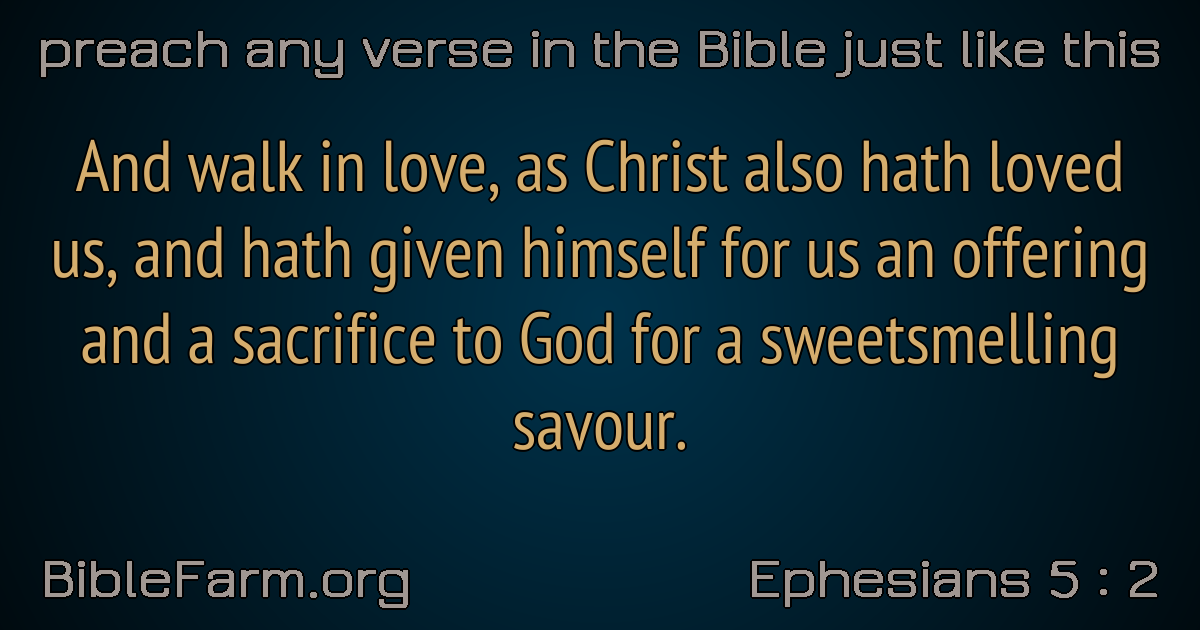 preach any verse in the Bible just like this
And walk in love, as Christ also hath loved
us, and hath given himself for us an offering
and a sacrifice to God for a sweetsmelling
savour.
BibleFarm.org
Ephesians 5 : 2